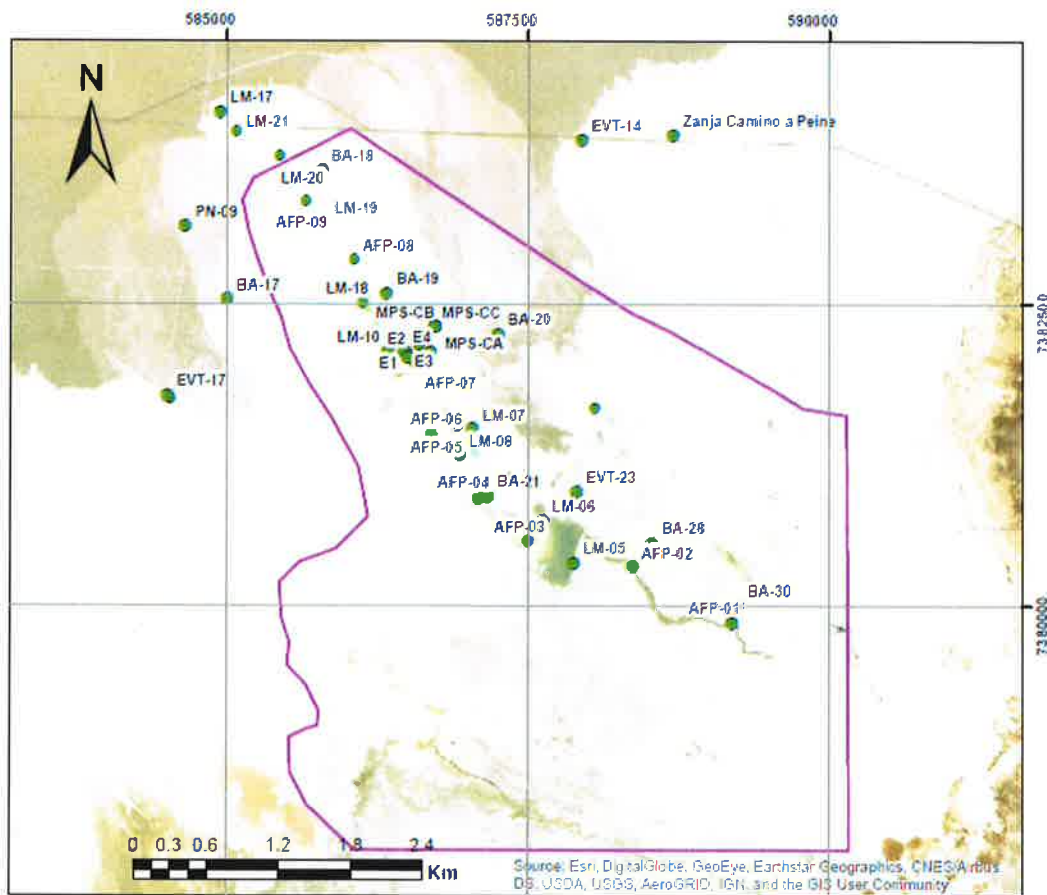 585000 587500 590000
N
LM-17
LM-21
EVT-14
Zanja Camino a Peine
BA-18
LM-20
LM-19
AFP-09
PN-09
AFP-08
BA-17
BA-19
LM-18
7382500
MPS-CB MPS-CC
BA-20
LM-10 E2 E4 MPS-CA
E1 E3
AFP-07
EVT-17
AFP-06 LM-07
AFP-05 LM-08
AFP-04 BA-21
EVT-23
LM-06
AFP-03
BA-28
LM-05 AFP-02
BA-30
AFP-01
7380000
0 0.3 0.6 1.2 1.8 2.4
Km
Source: Esri, DigitalGlobe, GeoEye, Earthstar Geographics, CNES/Airbus
DS, USDA, USGS, AeroGRID, IGN, and the GIS User Community